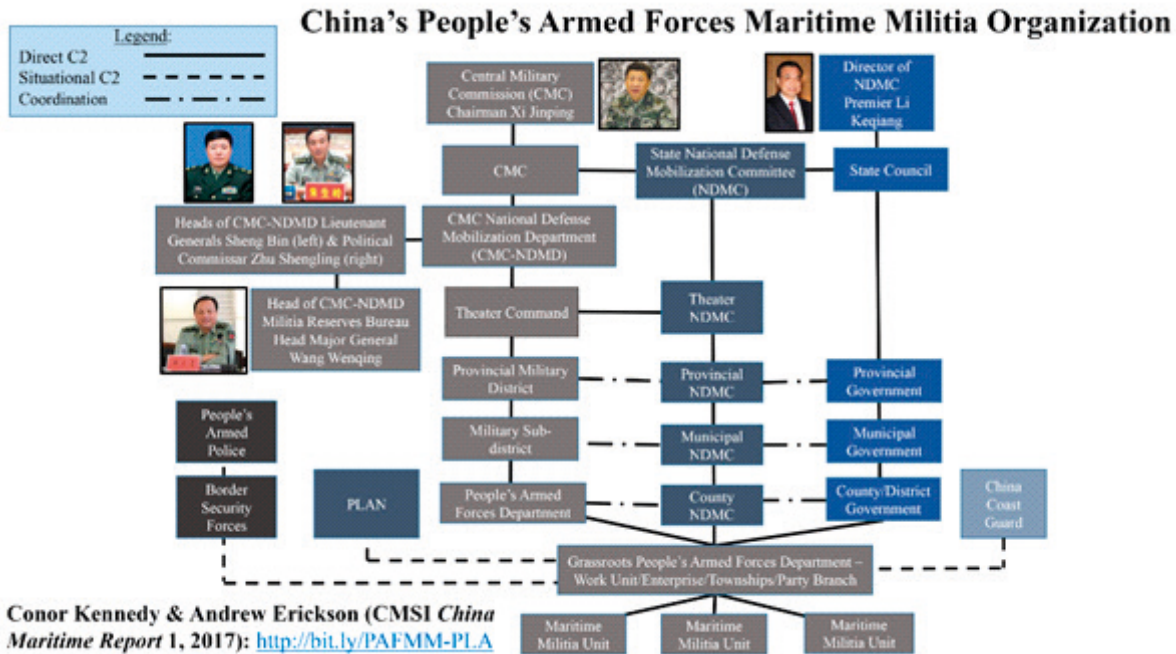 China's People's Armed Forces Maritime Militia Organization
Legend:
Direct C2
Situational C2
Coordination
Central Military
Commission (CMC)
Chairman Xi Jinping
Director of
NDMC
Premier Li
Keqiang
CMC
State National Defense
Mobilization Committee
(NDMC)
State Council
Heads of CMC-NDMD Lieutenant
Generals Sheng Bin (left) & Political
Commissar Zhu Shengling (right)
CMC National Defense
Mobilization Department
(CMC-NDMD)
Head of CMC-NDMD
Militia Reserves Bureau
Head Major General
Wang Wenqing
Theater Command
Theater
NDMC
Provincial Military
District
Provincial
NDMC
Provincial
Government
People's
Armed
Police
Military Sub-
district
Municipal
NDMC
Municipal
Government
Border
Security
Forces
PLAN
People's Armed
Forces Department
County
NDMC
County/District
Government
China
Coast
Guard
Grassroots People's Armed Forces Department –
Work Unit/Enterprise/Townships/Party Branch
Maritime
Militia Unit
Maritime
Militia Unit
Maritime
Militia Unit
Conor Kennedy & Andrew Erickson (CMSI China
Maritime Report 1, 2017): http://bit.ly/PAFMM-PLA